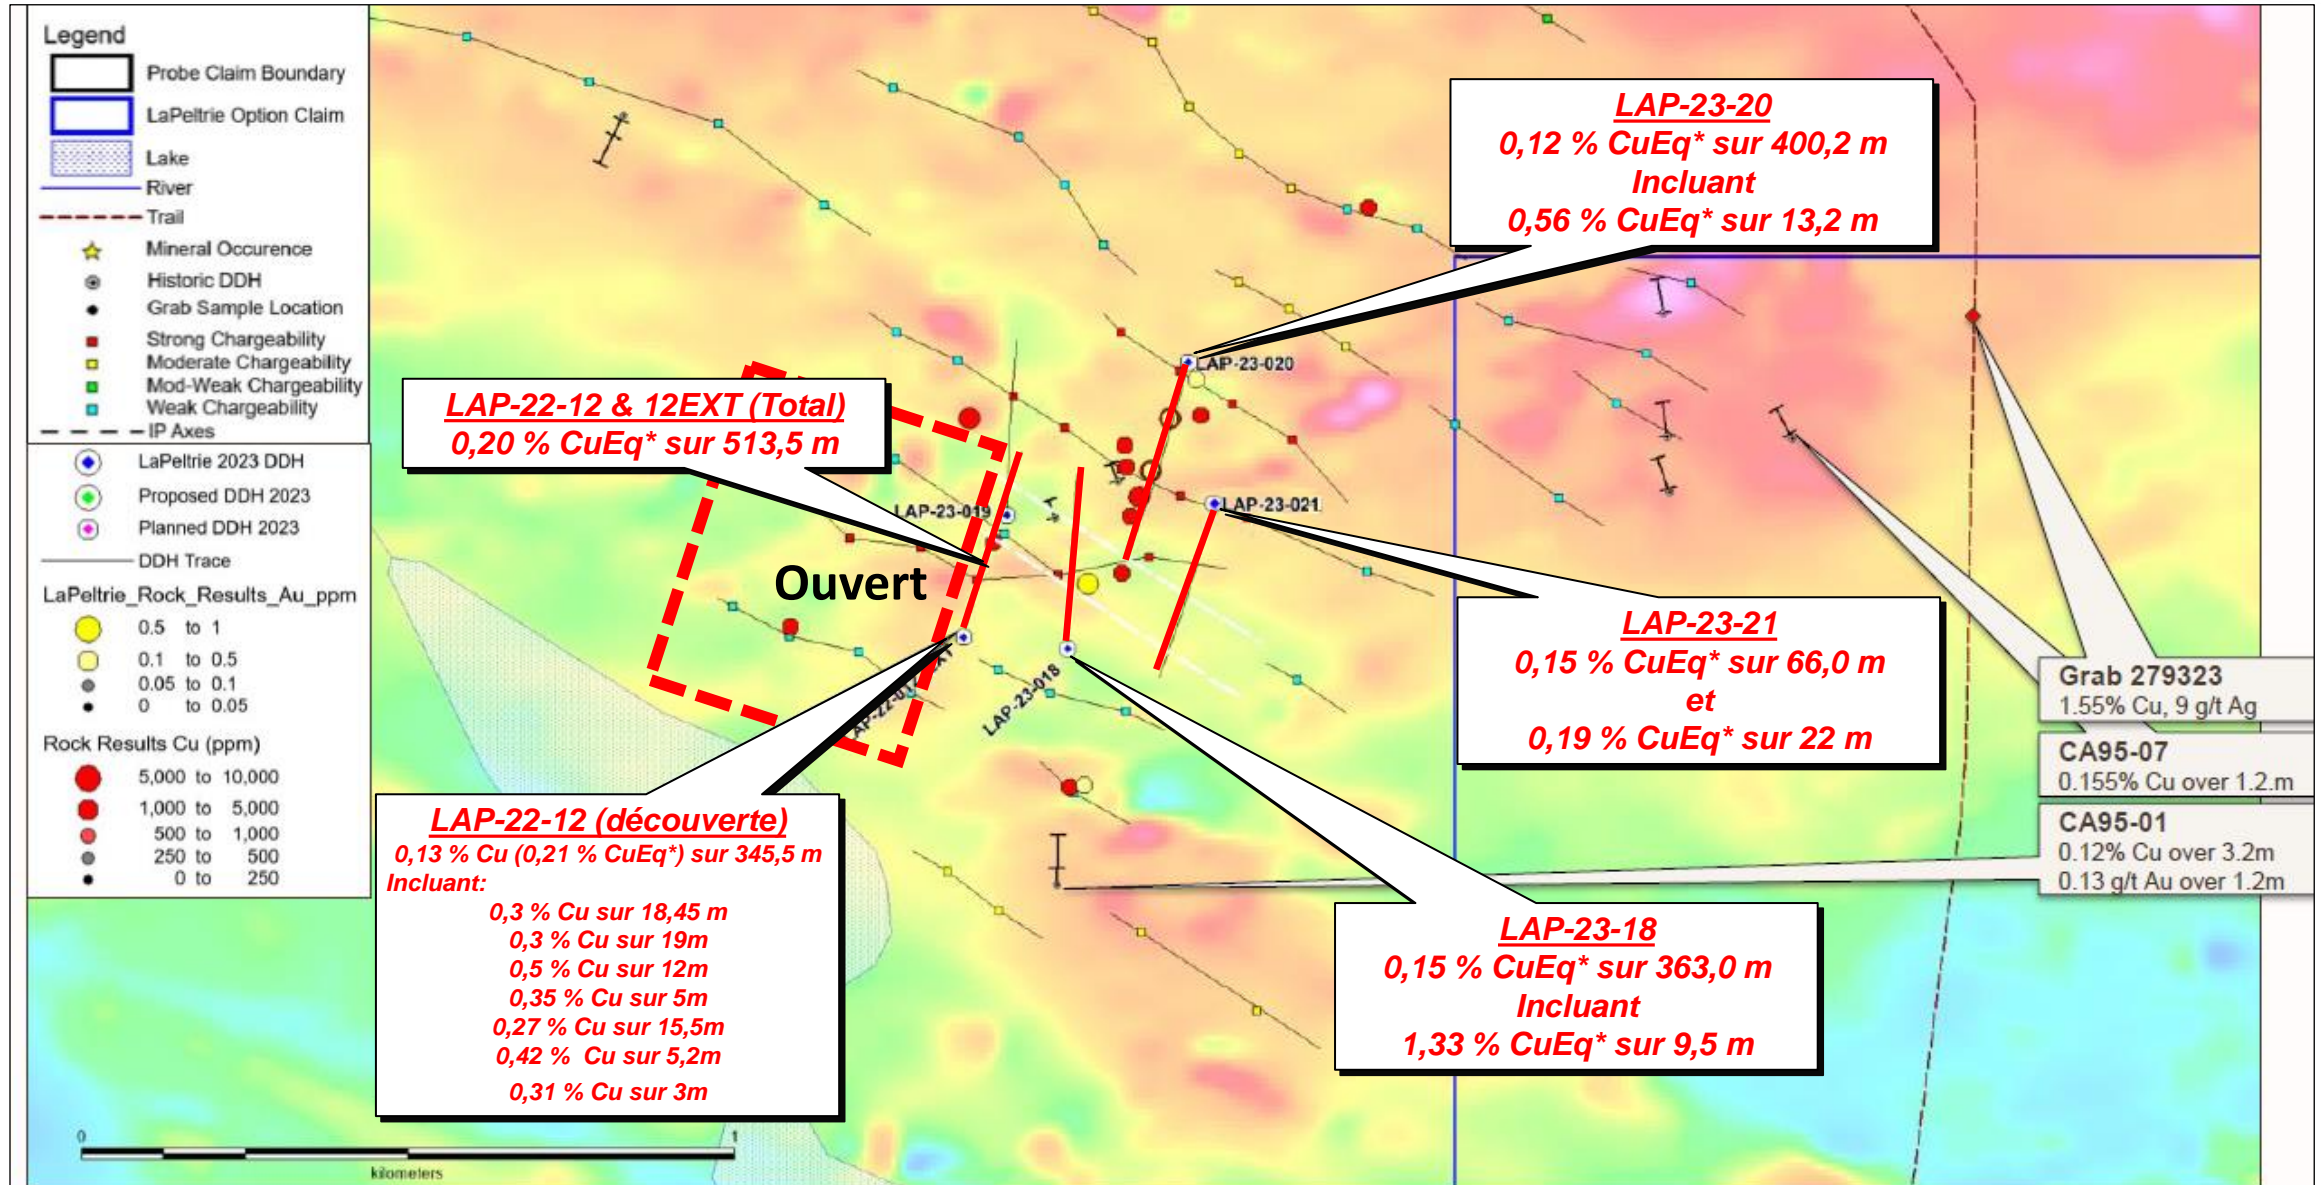 Legend
Probe Claim Boundary
LaPeltrie Option Claim
Lake
River
Trail
Mineral Occurence
Historic DDH
Grab Sample Location
Strong Chargeability
Moderate Chargeability
Mod-Weak Chargeability
Weak Chargeability
IP Axes
LaPeltrie 2023 DDH
Proposed DDH 2023
Planned DDH 2023
DDH Trace
LaPeltrie_Rock_Results_Au_ppm
0.5 to 1
0.1 to 0.5
0.05 to 0.1
0 to 0.05
Rock Results Cu (ppm)
5,000 to 10,000
1,000 to 5,000
500 to 1,000
250 to 500
0 to 250
0 1
kilometers
LAP-23-20
0,12 % CuEq* sur 400,2 m
Incluant
0,56 % CuEq* sur 13,2 m
LAP-23-020
LAP-22-12 & 12EXT (Total)
0,20 % CuEq* sur 513,5 m
LAP-23-019
LAP-23-021
Ouvert
LAP-23-018
LAP-23-21
0,15 % CuEq* sur 66,0 m
et
0,19 % CuEq* sur 22 m
Grab 279323
1.55% Cu, 9 g/t Ag
CA95-07
0.155% Cu over 1.2.m
CA95-01
0.12% Cu over 3.2m
0.13 g/t Au over 1.2m
LAP-22-12 (découverte)
0,13 % Cu (0,21 % CuEq*) sur 345,5 m
Incluant:
0,3 % Cu sur 18,45 m
0,3 % Cu sur 19m
0,5 % Cu sur 12m
0,35 % Cu sur 5m
0,27 % Cu sur 15,5m
0,42 % Cu sur 5,2m
0,31 % Cu sur 3m
LAP-23-18
0,15 % CuEq* sur 363,0 m
Incluant
1,33 % CuEq* sur 9,5 m